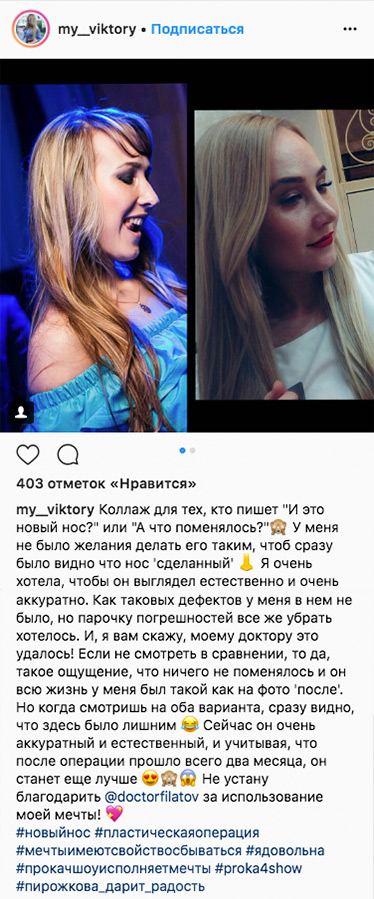 my__viktory • Подписаться
403 отметок «Нравится»
my__viktory Коллаж для тех, кто пишет "И это
новый нос?" или "А что поменялось?"🙈 У меня
не было желания делать его таким, чтоб сразу
было видно что нос 'сделанный' 👃 Я очень
хотела, чтобы он выглядел естественно и очень
аккуратно. Как таковых дефектов у меня в нем не
было, но парочку погрешностей все же убрать
хотелось. И, я вам скажу, моему доктору это
удалось! Если не смотреть в сравнении, то да,
такое ощущение, что ничего не поменялось и он
всю жизнь у меня был такой как на фото 'после'.
Но когда смотришь на оба варианта, сразу видно,
что здесь было лишним 😂 Сейчас он очень
аккуратный и естественный, и учитывая, что
после операции прошло всего два месяца, он
станет еще лучше 😍🙈😱 Не устану
благодарить @doctorfilatov за использование
моей мечты! 💖
#новыйнос #пластическаяоперация
#мечтыимеютсвойствосбываться #ядовольна
#прокачшоуисполняетмечты #proka4show
#пирожкова_дарит_радость